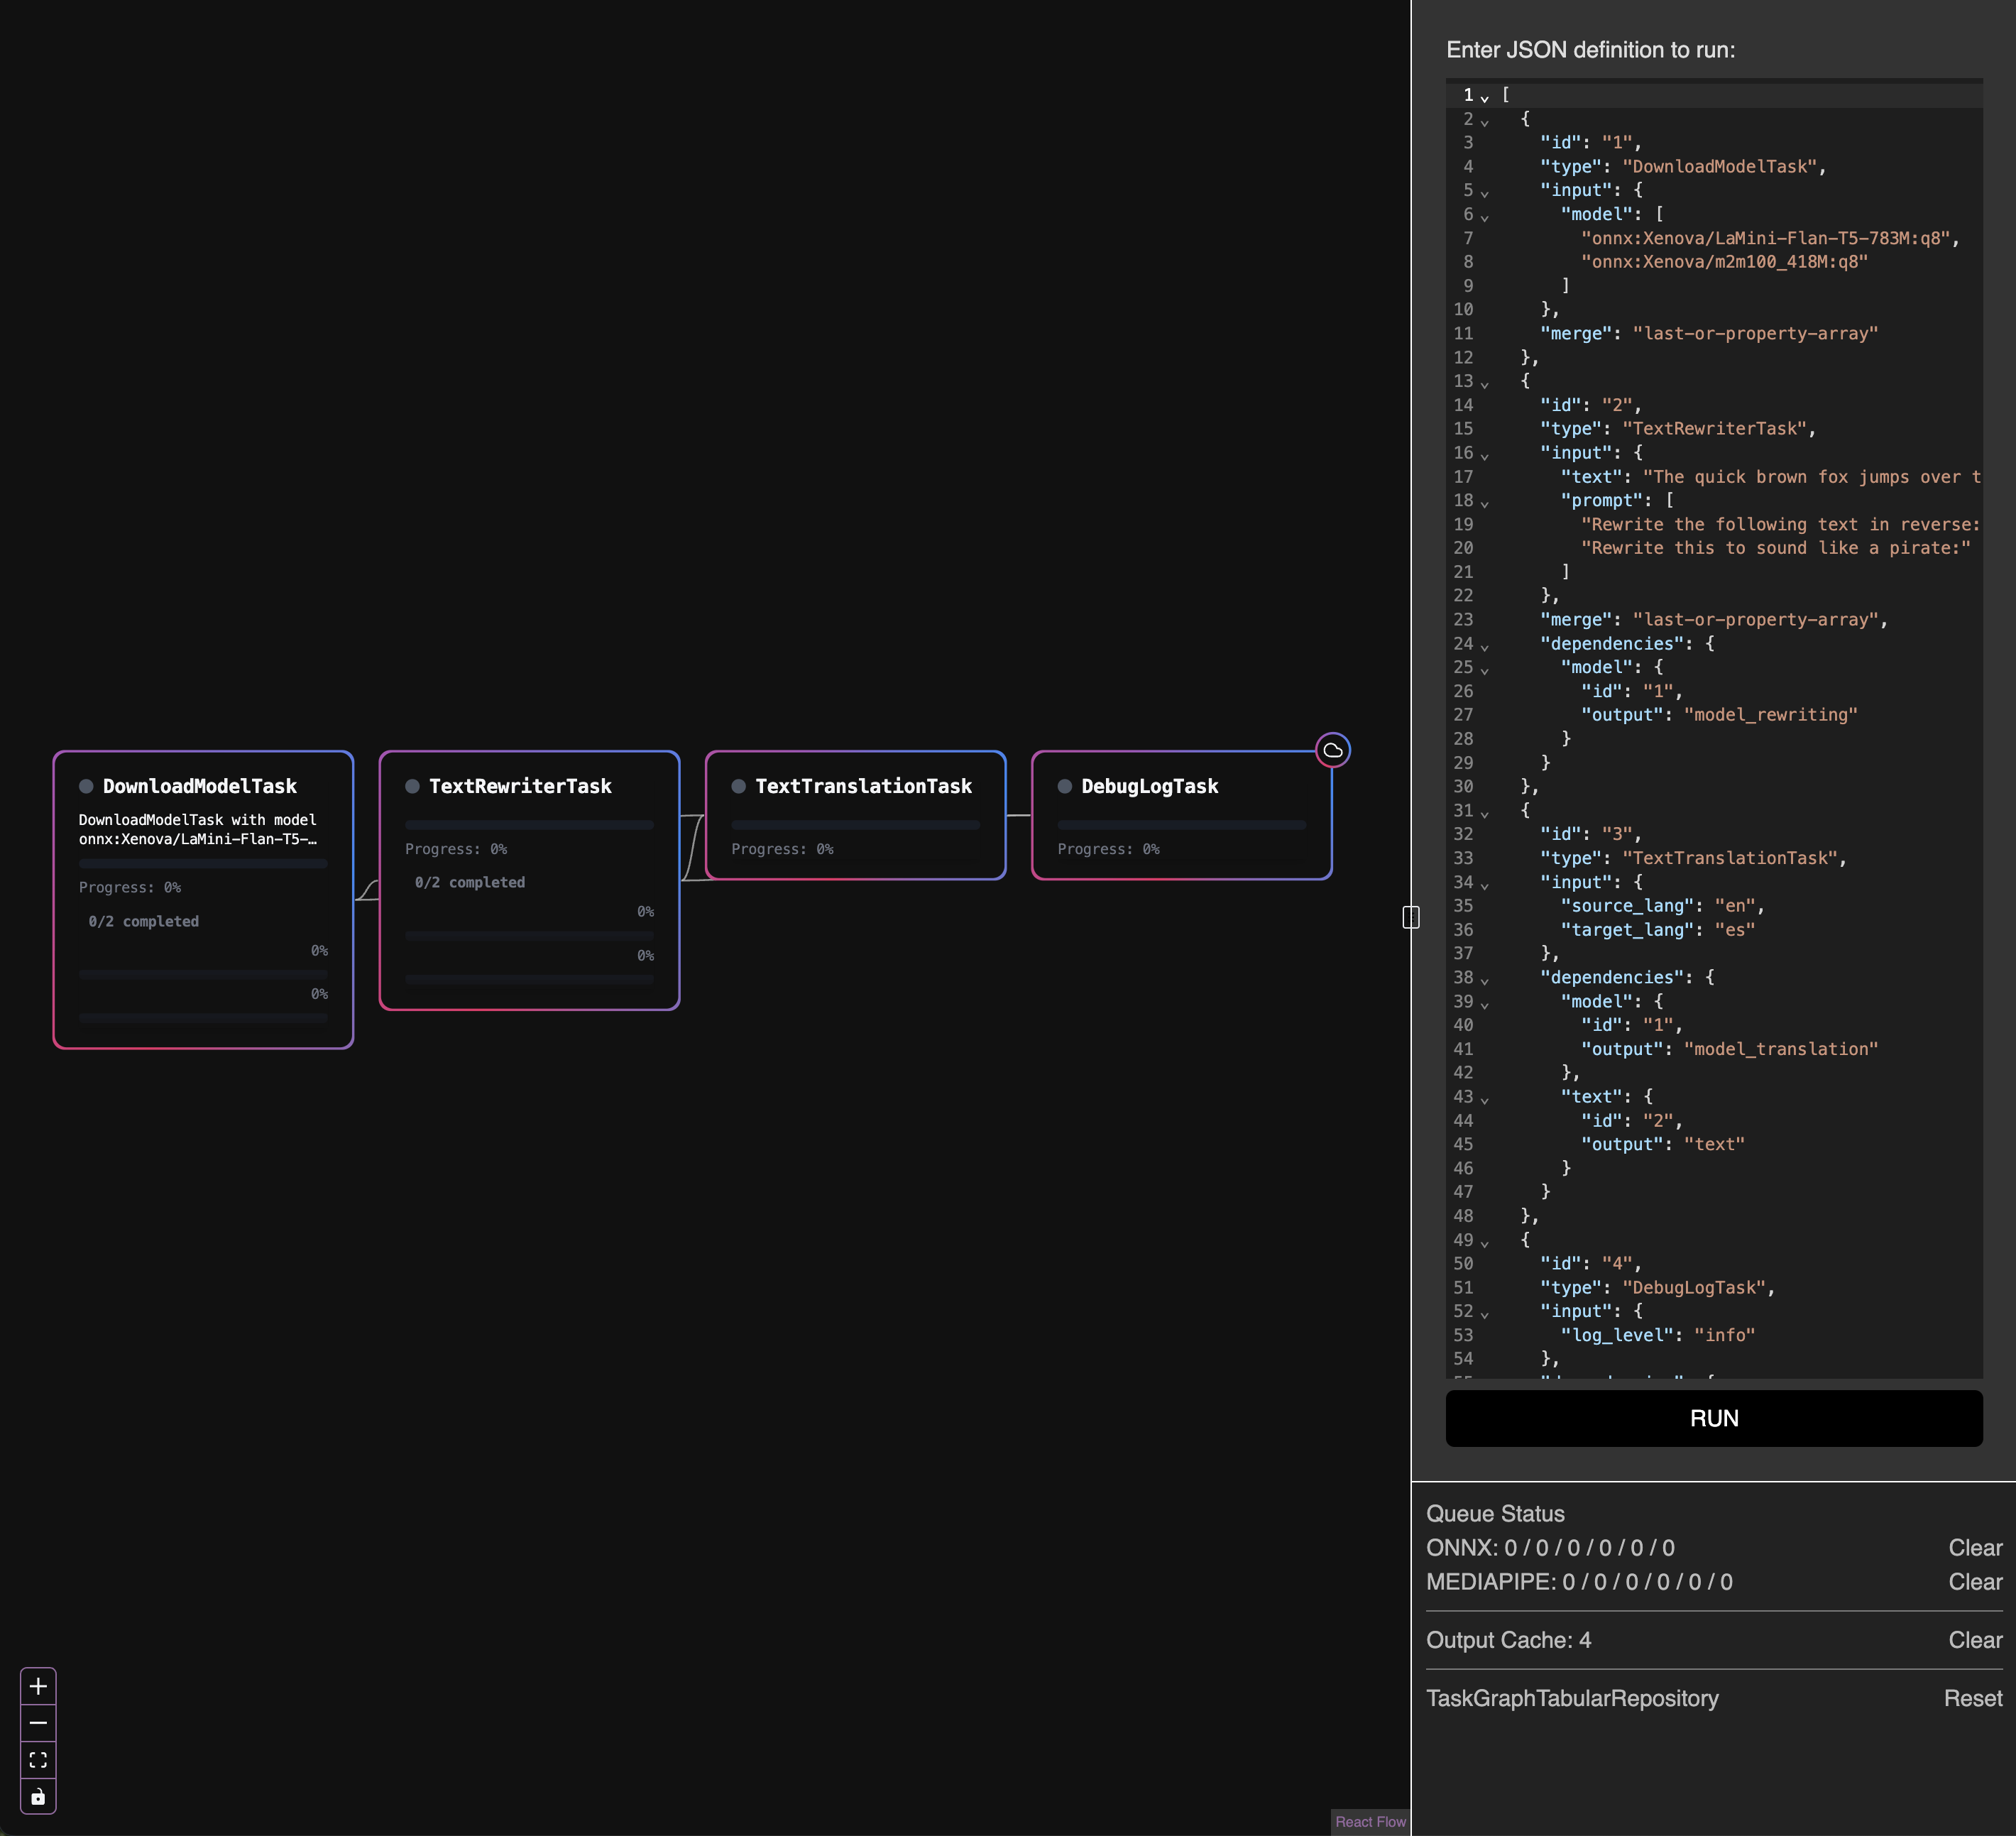 DownloadModelTask
DownloadModelTask with model
onnx:Xenova/LaMini-Flan-T5-…
Progress: 0%
0/2 completed
0%
0%
TextRewriterTask
Progress: 0%
0/2 completed
0%
0%
TextTranslationTask
Progress: 0%
DebugLogTask
Progress: 0%
React Flow
Enter JSON definition to run:
1 [
2 {
3 "id": "1",
4 "type": "DownloadModelTask",
5 "input": {
6 "model": [
7 "onnx:Xenova/LaMini-Flan-T5-783M:q8",
8 "onnx:Xenova/m2m100_418M:q8"
9 ]
10 },
11 "merge": "last-or-property-array"
12 },
13 {
14 "id": "2",
15 "type": "TextRewriterTask",
16 "input": {
17 "text": "The quick brown fox jumps over t
18 "prompt": [
19 "Rewrite the following text in reverse:
20 "Rewrite this to sound like a pirate:"
21 ]
22 },
23 "merge": "last-or-property-array",
24 "dependencies": {
25 "model": {
26 "id": "1",
27 "output": "model_rewriting"
28 }
29 }
30 },
31 {
32 "id": "3",
33 "type": "TextTranslationTask",
34 "input": {
35 "source_lang": "en",
36 "target_lang": "es"
37 },
38 "dependencies": {
39 "model": {
40 "id": "1",
41 "output": "model_translation"
42 },
43 "text": {
44 "id": "2",
45 "output": "text"
46 }
47 }
48 },
49 {
50 "id": "4",
51 "type": "DebugLogTask",
52 "input": {
53 "log_level": "info"
54 },
RUN
Queue Status
ONNX: 0 / 0 / 0 / 0 / 0 / 0 Clear
MEDIAPIPE: 0 / 0 / 0 / 0 / 0 / 0 Clear
Output Cache: 4 Clear
TaskGraphTabularRepository Reset